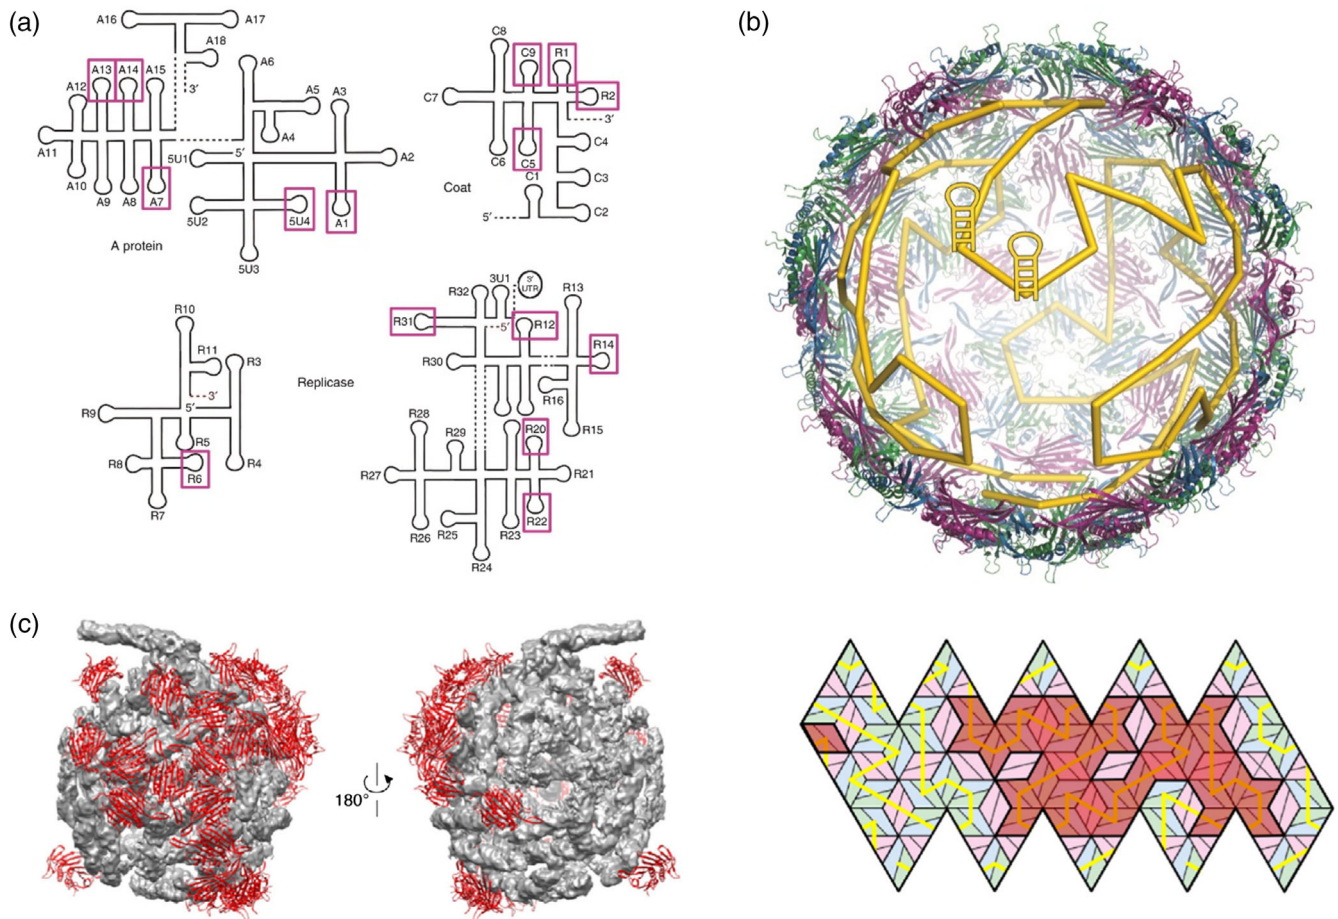 (a)
A16
A17
A18
A6
A13
A14
A15
A12
3′
A5
A3
A4
A11
5′
5U1
A2
A10
A9
A8
A7
5U2
5U4
A1
A protein
5U3
C8
C9
R1
C7
R2
3′
C6
C5
C4
C1
C3
Coat
5′
C2
(b)
R10
R11
R3
3′
R9
5′
R5
R8
R6
R4
R7
Replicase
R32
3U1
3′
UTR
R13
R31
5′
R12
R30
R14
R16
R28
R29
R20
R15
R27
R21
R26
R25
R23
R22
R24
(c)
180°